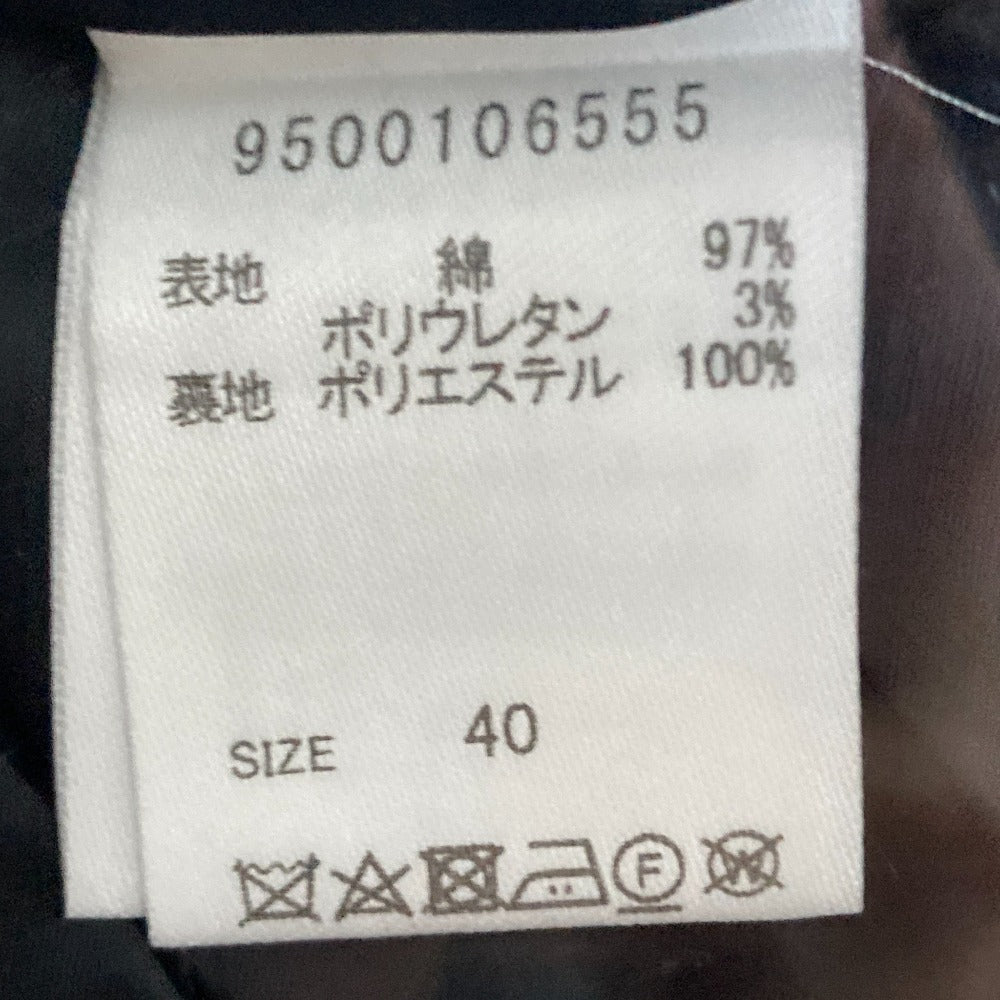 9500106555
表地 綿 97%
ポリウレタン 3%
裏地 ポリエステル 100%
SIZE 40
F W